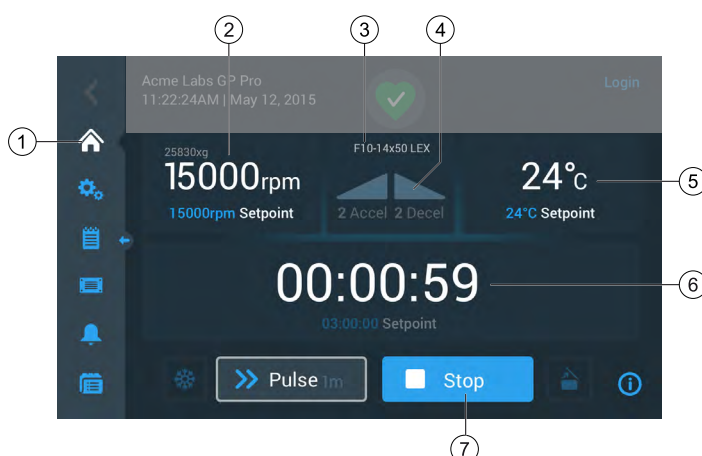 2
3
4
Acme Labs GP Pro
Login
11:22:24AM | May 12, 2015
1
F10-14x50 LEX
25830xg
15000rpm
24°C
5
15000rpm Setpoint
2 Accel 2 Decel
24°C Setpoint
00:00:59
6
03:00:00 Setpoint
Pulse 1m
Stop
7